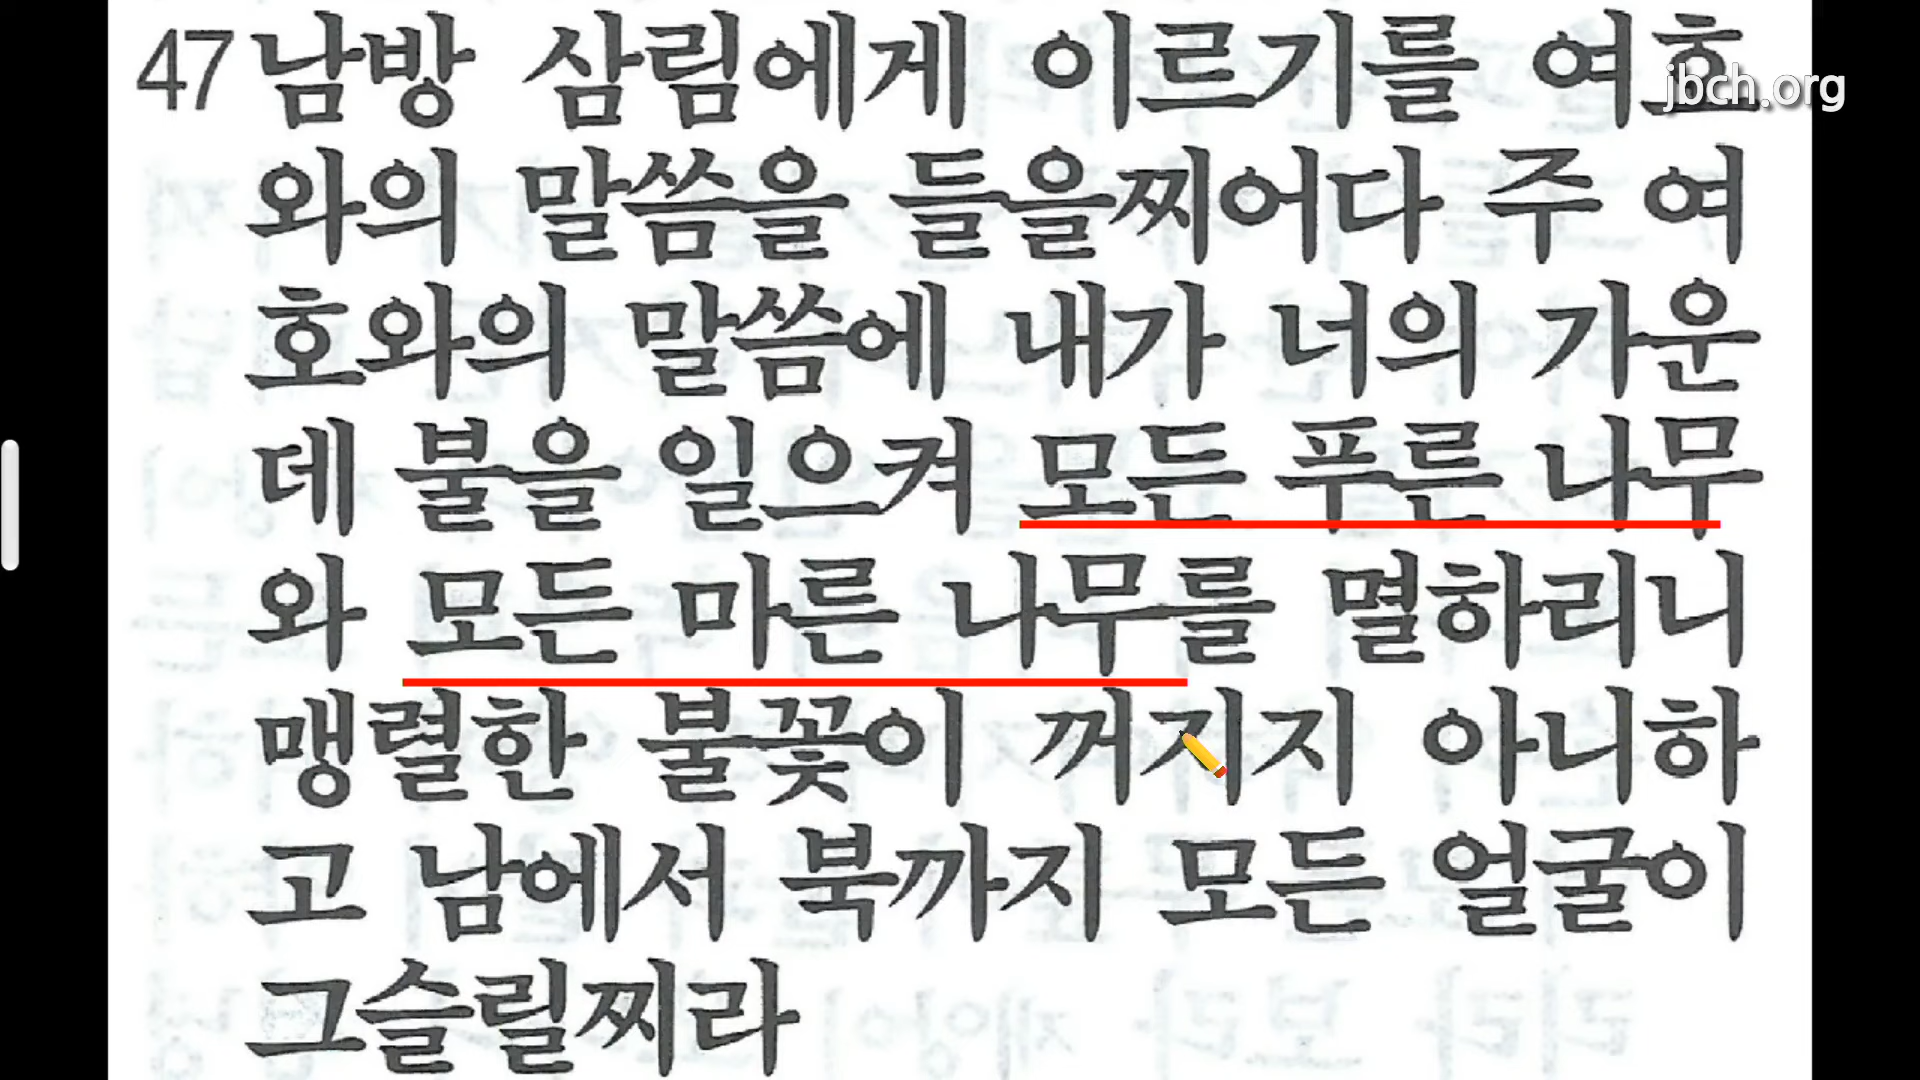 47 남방 삼림에게 이르기를 여호
jbch.org
와의 말씀을 들을찌어다 주 여
호와의 말씀에 내가 너의 가운
데 불을 일으켜 모든 푸른 나무
와 모든 마른 나무를 멸하리니
맹렬한 불꽃이 꺼지지 아니하
고 남에서 북까지 모든 얼굴이
그슬릴찌라